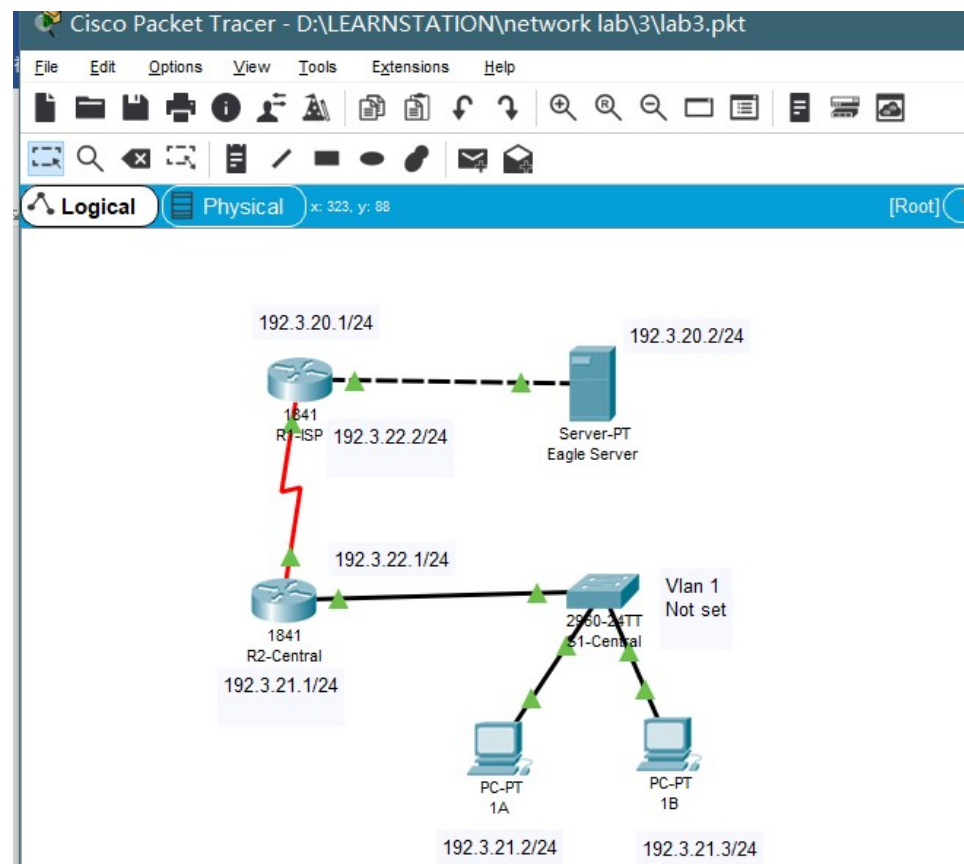 Cisco Packet Tracer - D:\LEARNSTATION\network lab\3\lab3.pkt
File Edit Options View Tools Extensions Help
Logical Physical x: 323, y: 88 [Root]
192.3.20.1/24
192.3.20.2/24
1841
R1-ISP
192.3.22.2/24
Server-PT
Eagle Server
192.3.22.1/24
Vlan 1
Not set
2960-24TT
S1-Central
1841
R2-Central
192.3.21.1/24
PC-PT
1A
PC-PT
1B
192.3.21.2/24
192.3.21.3/24